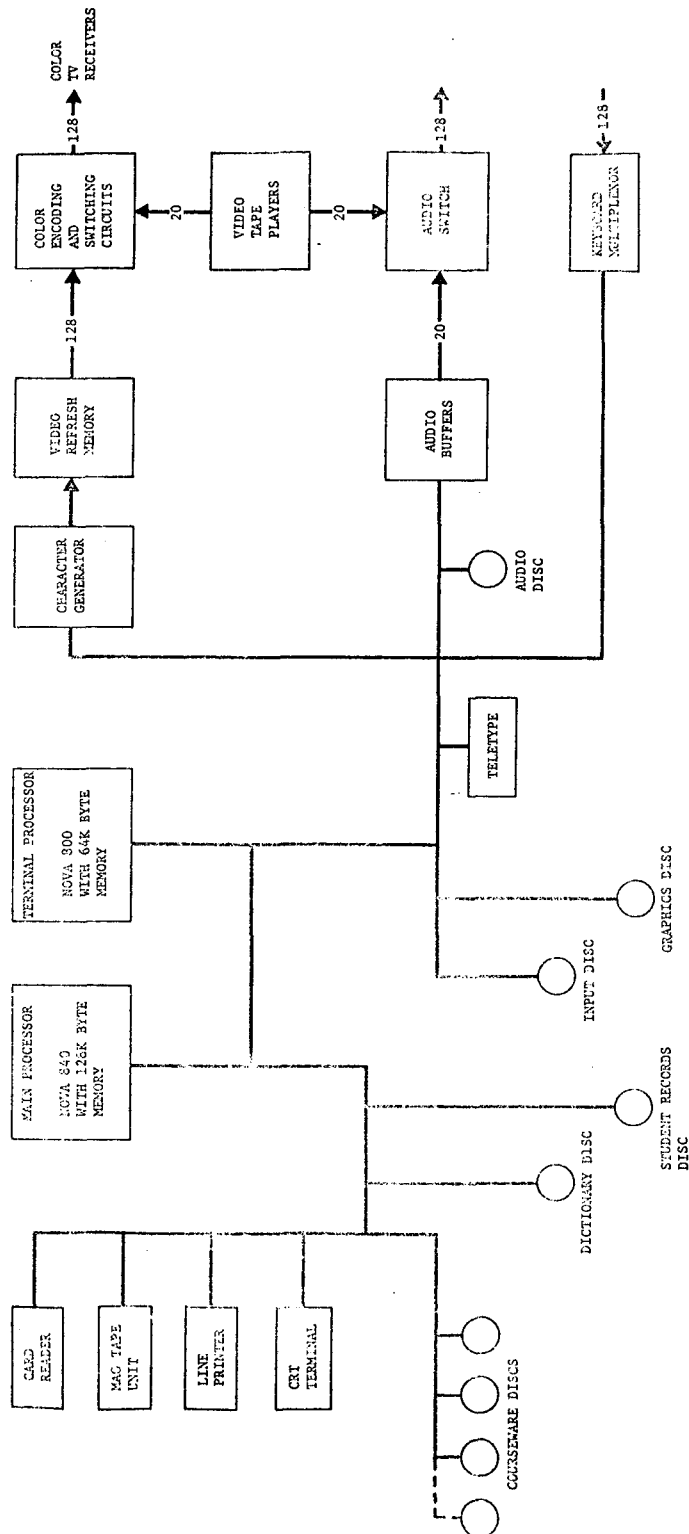 CARD
READER
MAG TAPE
UNIT
LINE
PRINTER
CRT
TERMINAL
COURSEWARE DISCS
MAIN PROCESSOR
NOVA 840
WITH 128K BYTE
MEMORY
DICTIONARY DISC
STUDENT RECORDS
DISC
TERMINAL PROCESSOR
NOVA 800
WITH 64K BYTE
MEMORY
INPUT DISC
GRAPHICS DISC
TELETYPE
AUDIO
DISC
CHARACTER
GENERATOR
VIDEO
REFRESH
MEMORY
128
COLOR
ENCODING
AND
SWITCHING
CIRCUITS
128
COLOR
TV
RECEIVERS
20
VIDEO
TAPE
PLAYERS
20
AUDIO
BUFFERS
20
AUDIO
SWITCH
128
KEYBOARD
MULTIPLEXOR
128